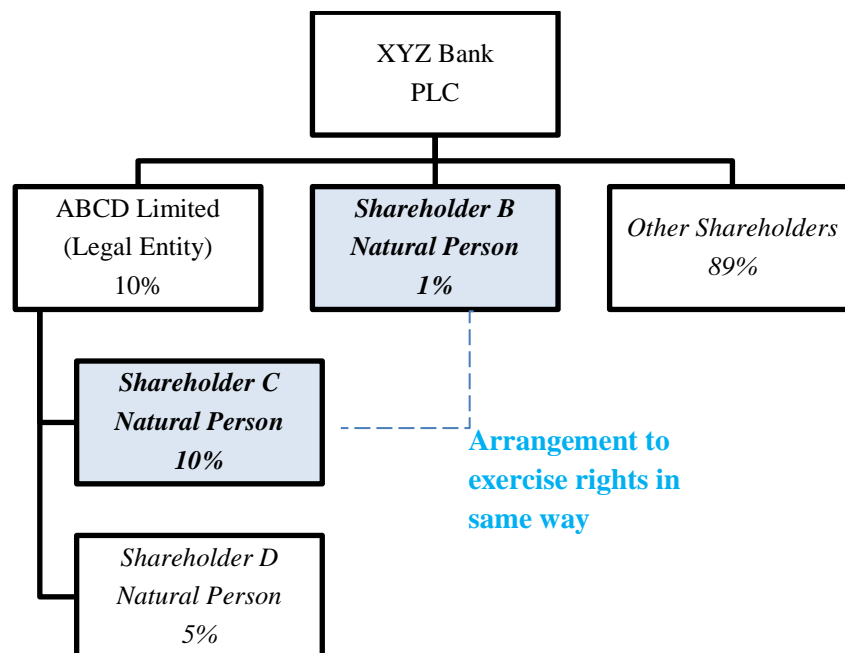 XYZ Bank
PLC
ABCD Limited
(Legal Entity)
10%
Shareholder B
Natural Person
1%
Other Shareholders
89%
Shareholder C
Natural Person
10%
Arrangement to
exercise rights in
same way
Shareholder D
Natural Person
5%